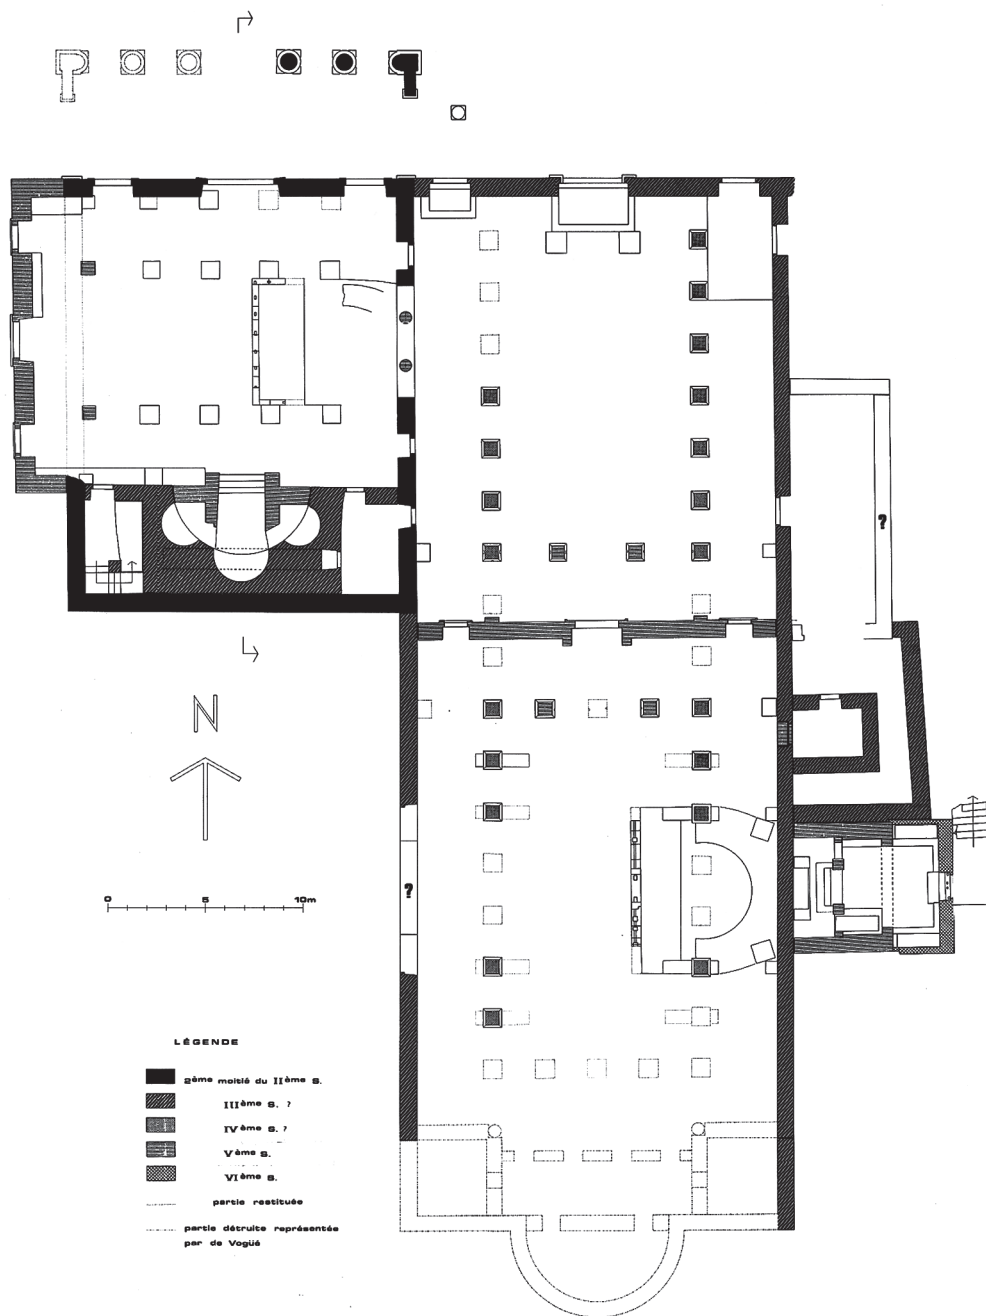 N
?
?
0 5 10m
LÉGENDE
2ème moitié du IIème S.
IIIème S. ?
IVème S. ?
Vème S.
VIème S.
partie restituée
partie détruite représentée
par de Vogüé